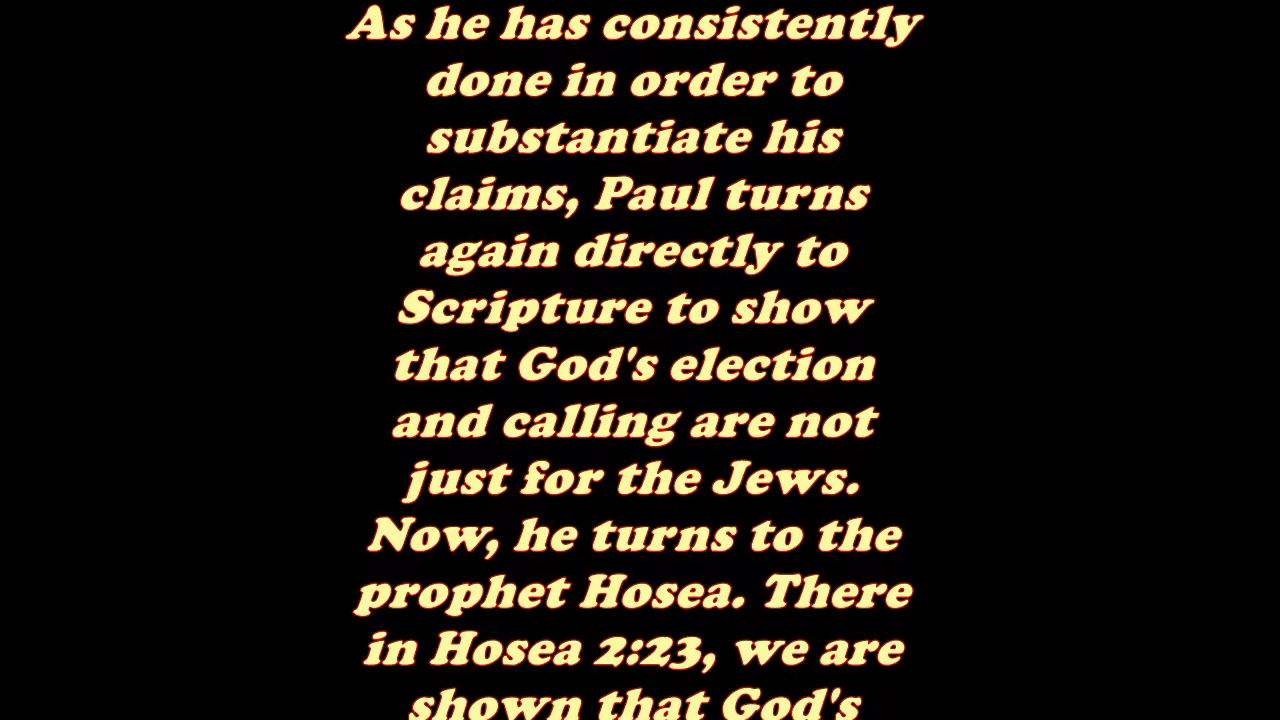 As he has consistently
done in order to
substantiate his
claims, Paul turns
again directly to
Scripture to show
that God's election
and calling are not
just for the Jews.
Now, he turns to the
prophet Hosea. There
in Hosea 2:23, we are
shown that God's